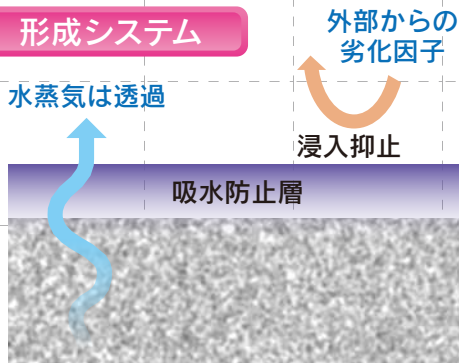 形成システム
外部からの
劣化因子
水蒸気は透過
浸入抑止
吸水防止層